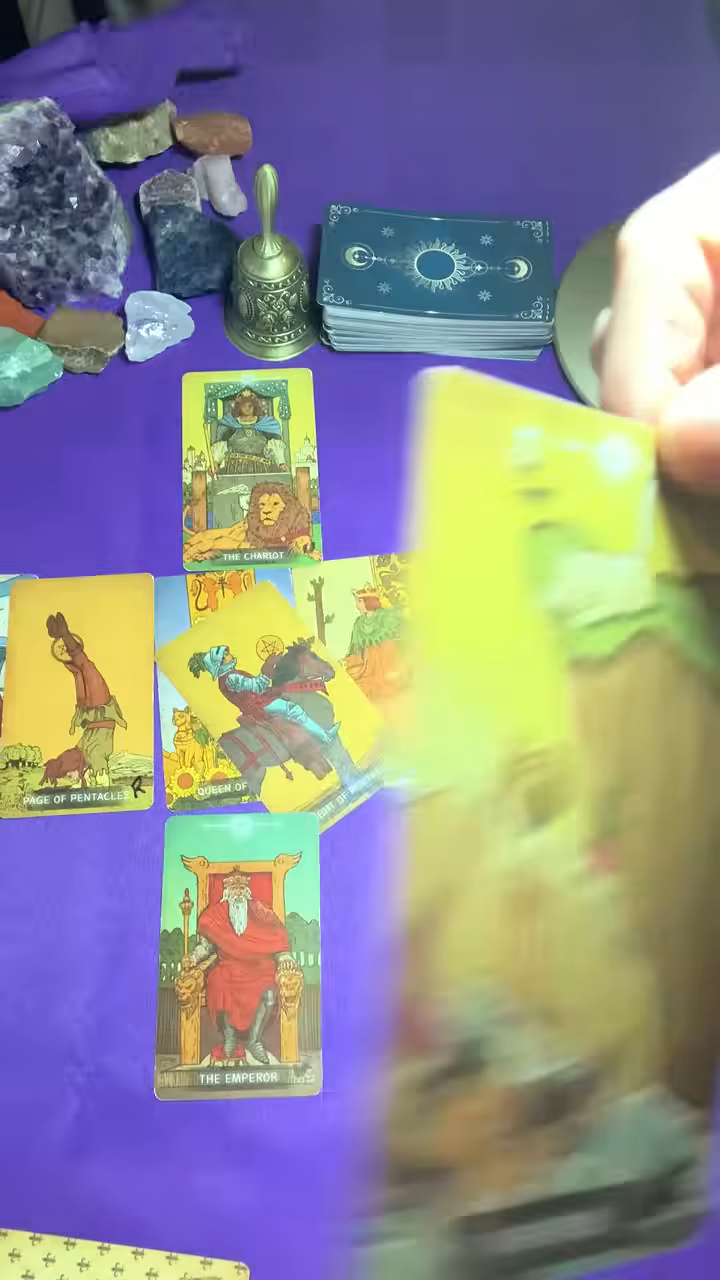 THE CHARIOT
PAGE OF PENTACLES R
QUEEN OF
THE EMPEROR